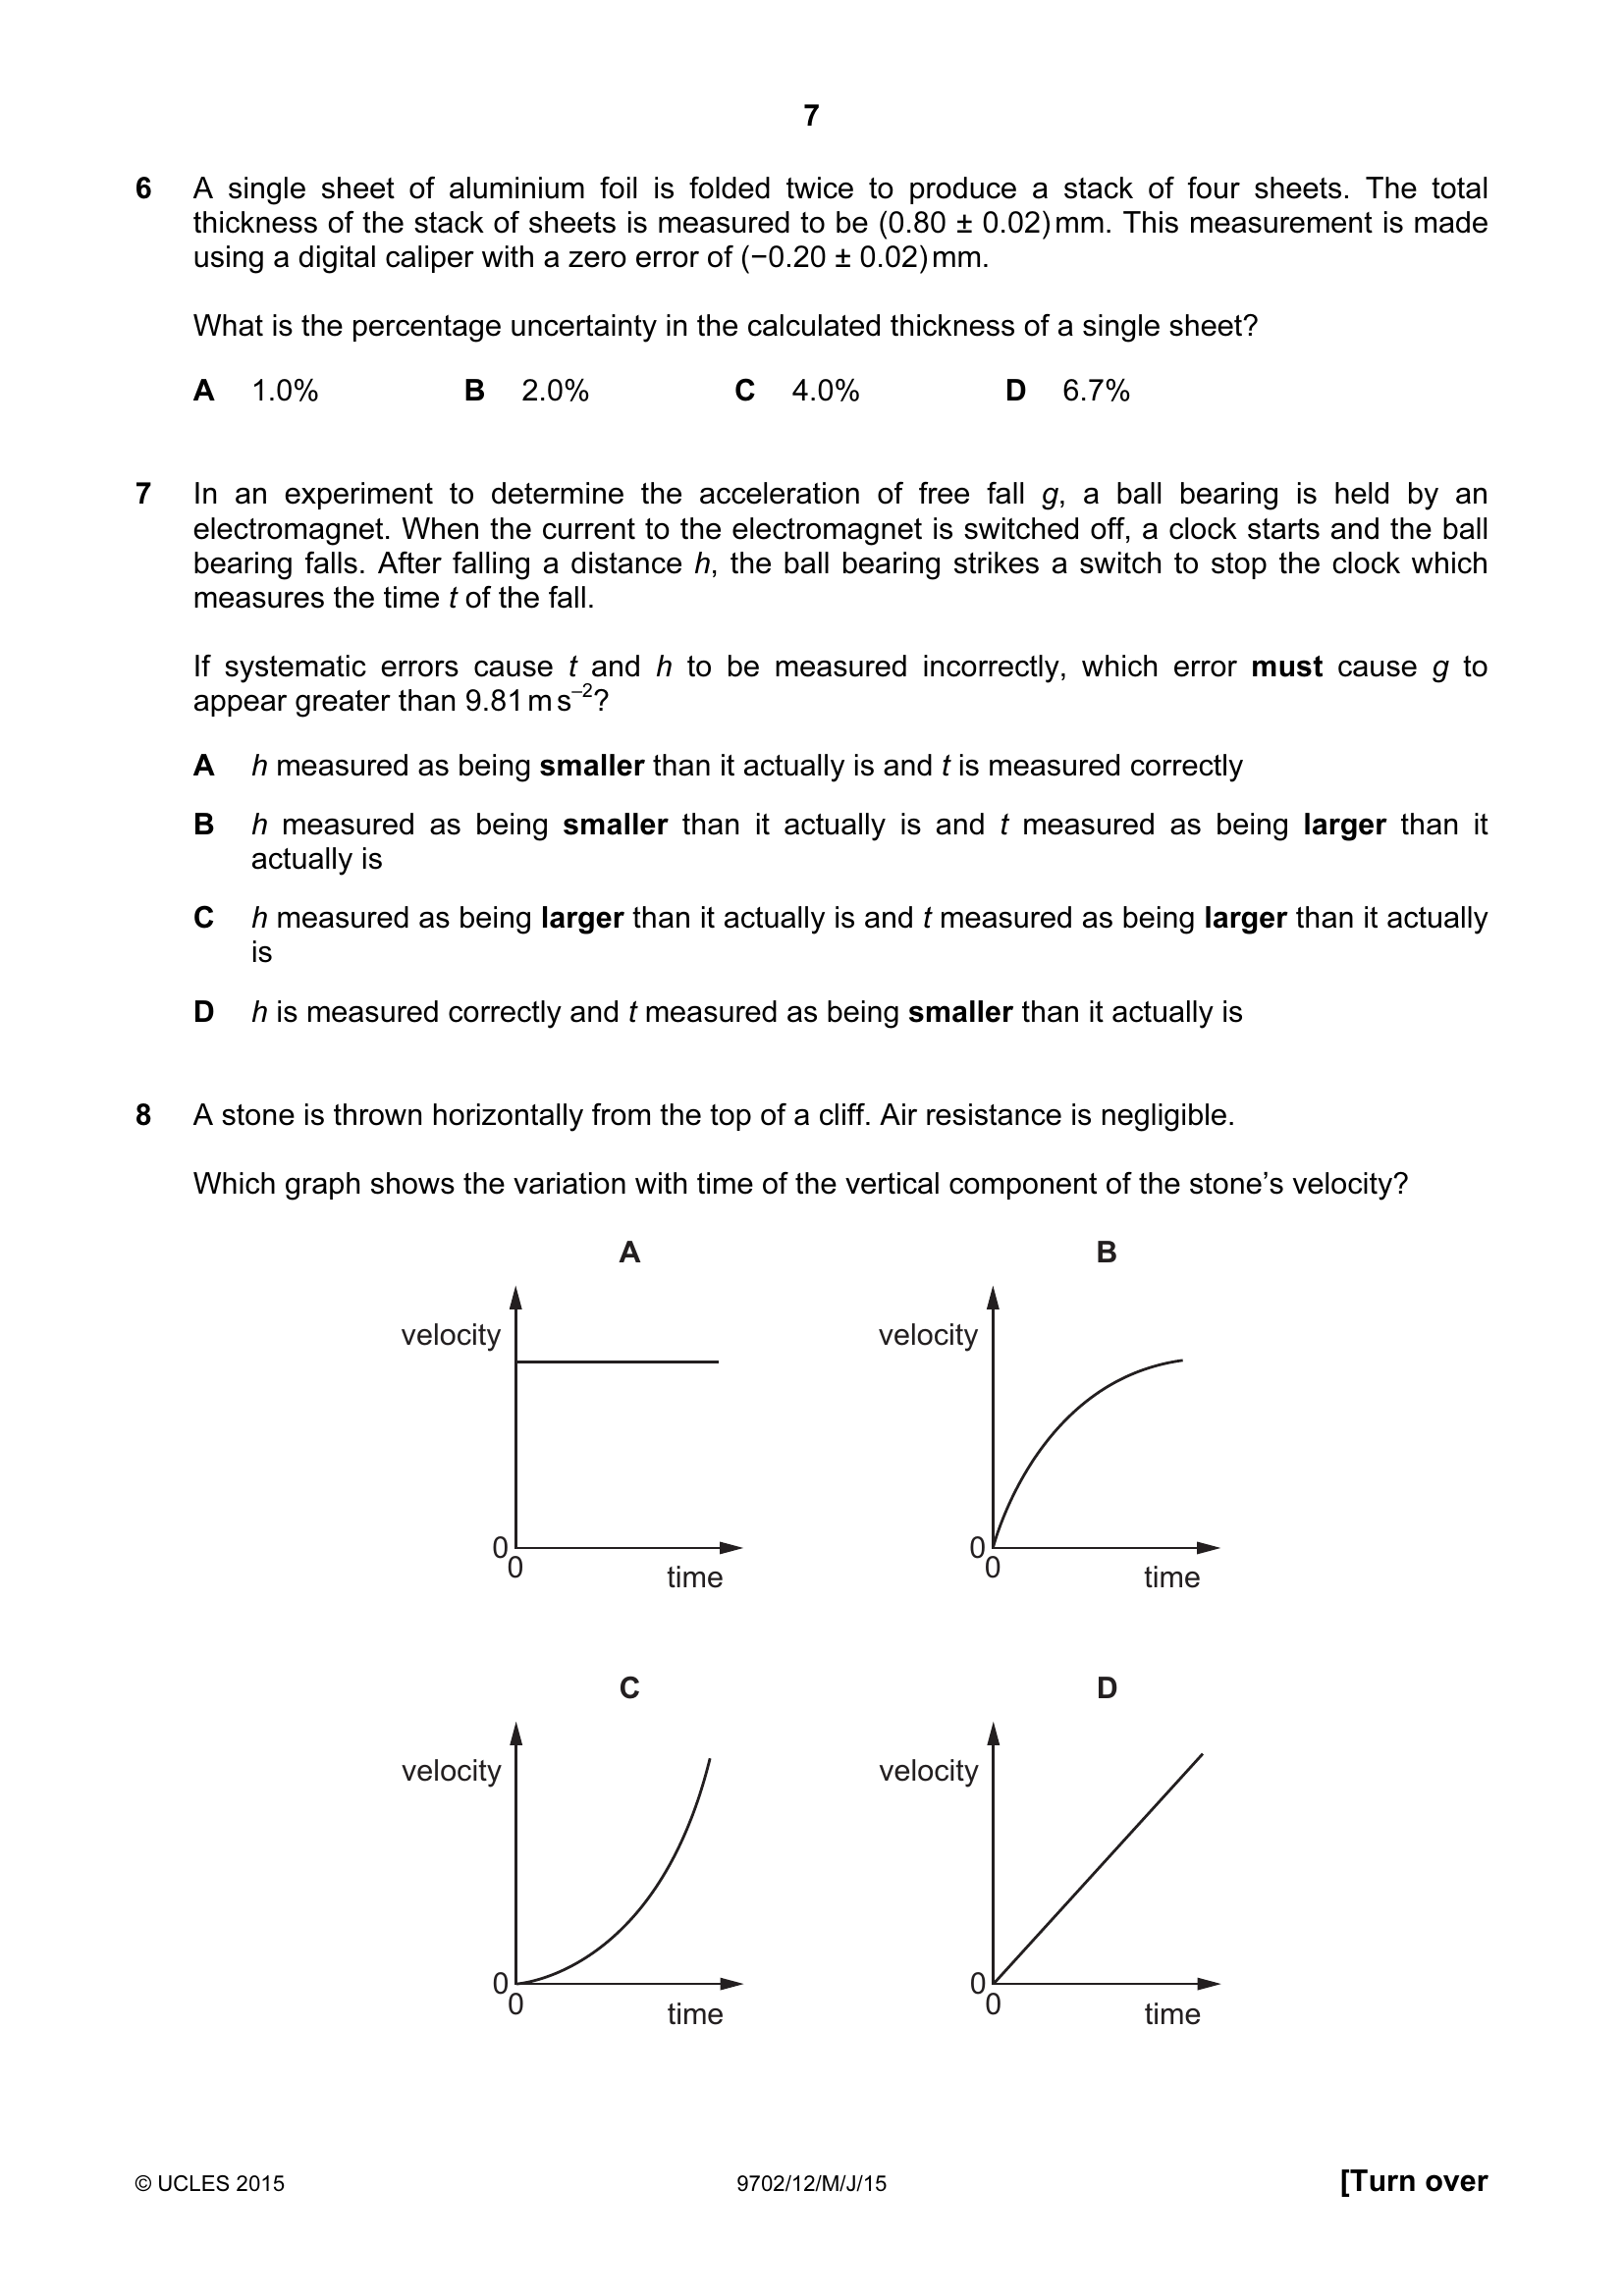 7
6 A single sheet of aluminium foil is folded twice to produce a stack of four sheets. The total
thickness of the stack of sheets is measured to be (0.80 ± 0.02) mm. This measurement is made
using a digital caliper with a zero error of (−0.20 ± 0.02) mm.
What is the percentage uncertainty in the calculated thickness of a single sheet?
A 1.0% B 2.0% C 4.0% D 6.7%
7 In an experiment to determine the acceleration of free fall g, a ball bearing is held by an
electromagnet. When the current to the electromagnet is switched off, a clock starts and the ball
bearing falls. After falling a distance h, the ball bearing strikes a switch to stop the clock which
measures the time t of the fall.
If systematic errors cause t and h to be measured incorrectly, which error must cause g to
appear greater than 9.81 m s⁻²?
A h measured as being smaller than it actually is and t is measured correctly
B h measured as being smaller than it actually is and t measured as being larger than it
actually is
C h measured as being larger than it actually is and t measured as being larger than it actually
is
D h is measured correctly and t measured as being smaller than it actually is
8 A stone is thrown horizontally from the top of a cliff. Air resistance is negligible.
Which graph shows the variation with time of the vertical component of the stone’s velocity?
A
velocity
0
0
time
B
velocity
0
0
time
C
velocity
0
0
time
D
velocity
0
0
time
© UCLES 2015 9702/12/M/J/15 [Turn over